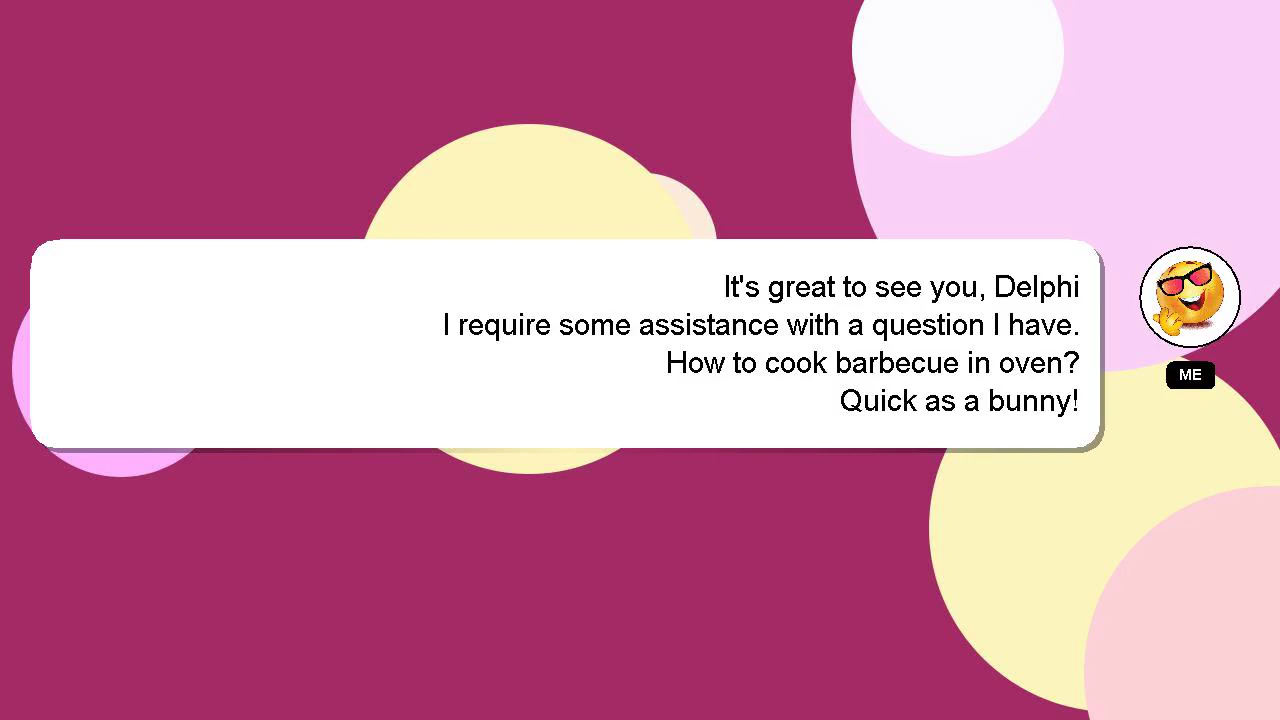 It's great to see you, Delphi
I require some assistance with a question I have.
How to cook barbecue in oven?
Quick as a bunny!
ME